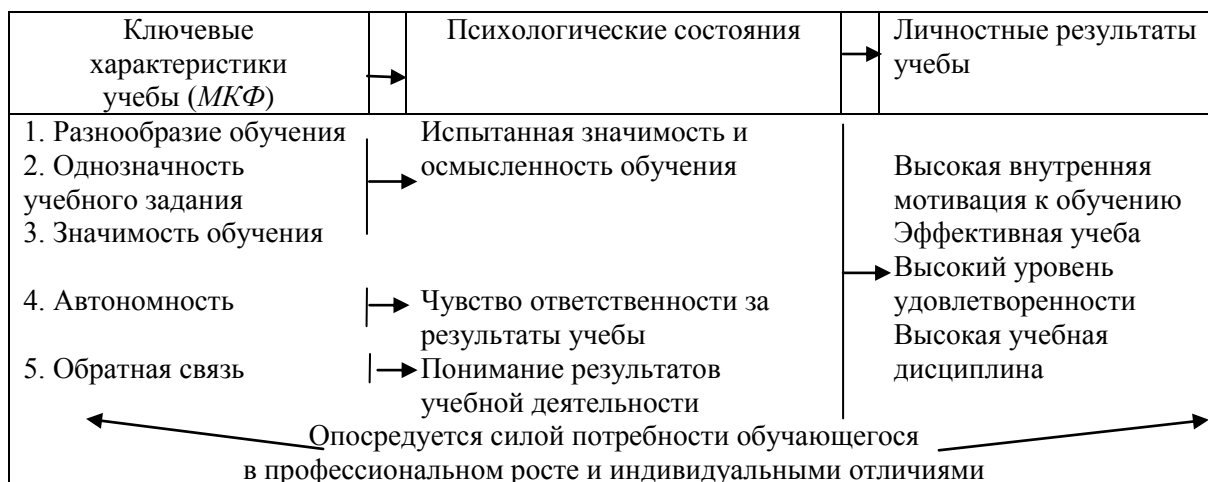 Ключевые
характеристики
учебы (МКФ)
Психологические состояния
Личностные результаты
учебы
1. Разнообразие обучения
2. Однозначность
учебного задания
3. Значимость обучения
4. Автономность
5. Обратная связь
Испытанная значимость и
осмысленность обучения
Чувство ответственности за
результаты учебы
Понимание результатов
учебной деятельности
Высокая внутренняя
мотивация к обучению
Эффективная учеба
Высокий уровень
удовлетворенности
Высокая учебная
дисциплина
Опосредуется силой потребности обучающегося
в профессиональном росте и индивидуальными отличиями